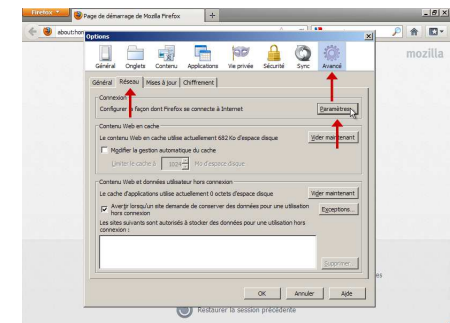 Firefox
Page de démarrage de Mozilla Firefox
about:hom
mozilla
Options
Général Onglets Contenu Applications Vie privée Sécurité Sync Avancé
Général Réseau Mises à jour Chiffrement
Connexion
Configurer la façon dont Firefox se connecte à Internet
Paramètres
Contenu Web en cache
Le contenu Web en cache utilise actuellement 682 Ko d'espace disque
Vider maintenant
Modifier la gestion automatique du cache
Limiter le cache à 1024 Mo d'espace disque
Contenu Web et données utilisateur hors connexion
Le cache d'applications utilise actuellement 0 octets d'espace disque
Vider maintenant
Avertir lorsqu'un site demande de conserver des données pour une utilisation
hors connexion
Exceptions...
Les sites suivants sont autorisés à stocker des données pour une utilisation hors
connexion :
Supprimer
es
OK Annuler Aide
Restaurer la session précédente